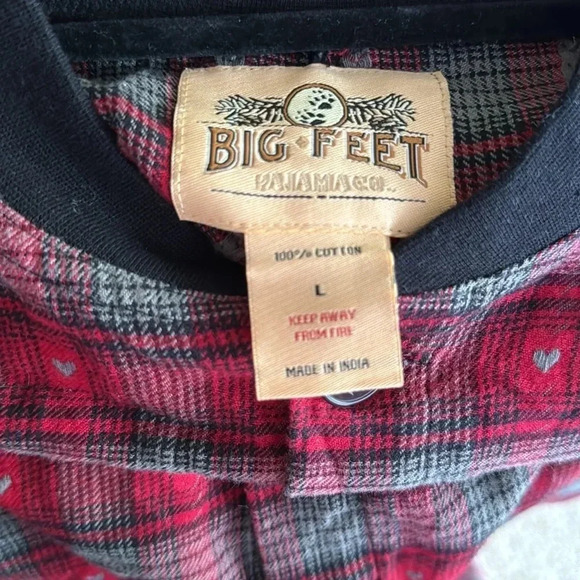 BIG • FEET
PAJAMA CO.
100% COTTON
L
KEEP AWAY
FROM FIRE
MADE IN INDIA